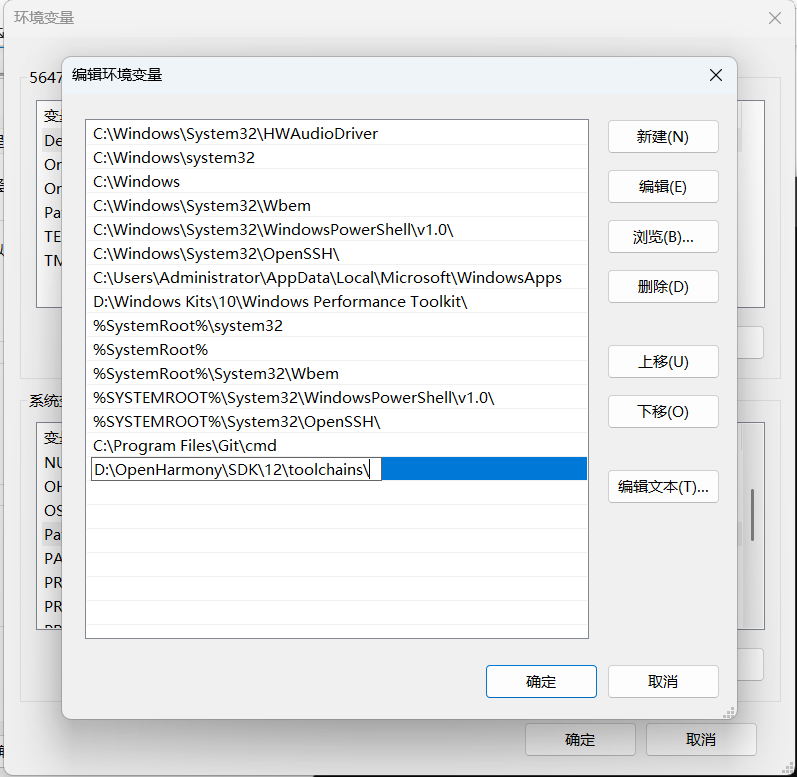 环境变量
编辑环境变量
5647
变
De
On
On
Pa
TE
TM
C:\Windows\System32\HWAudioDriver
C:\Windows\system32
C:\Windows
C:\Windows\System32\Wbem
C:\Windows\System32\WindowsPowerShell\v1.0\
C:\Windows\System32\OpenSSH\
C:\Users\Administrator\AppData\Local\Microsoft\WindowsApps
D:\Windows Kits\10\Windows Performance Toolkit\
%SystemRoot%\system32
%SystemRoot%
%SystemRoot%\System32\Wbem
%SYSTEMROOT%\System32\WindowsPowerShell\v1.0\
%SYSTEMROOT%\System32\OpenSSH\
C:\Program Files\Git\cmd
D:\OpenHarmony\SDK\12\toolchains\
新建(N)
编辑(E)
浏览(B)...
删除(D)
上移(U)
下移(O)
编辑文本(T)...
系统
变
NU
OH
OS
Pa
PA
PR
PR
确定
取消
确定
取消